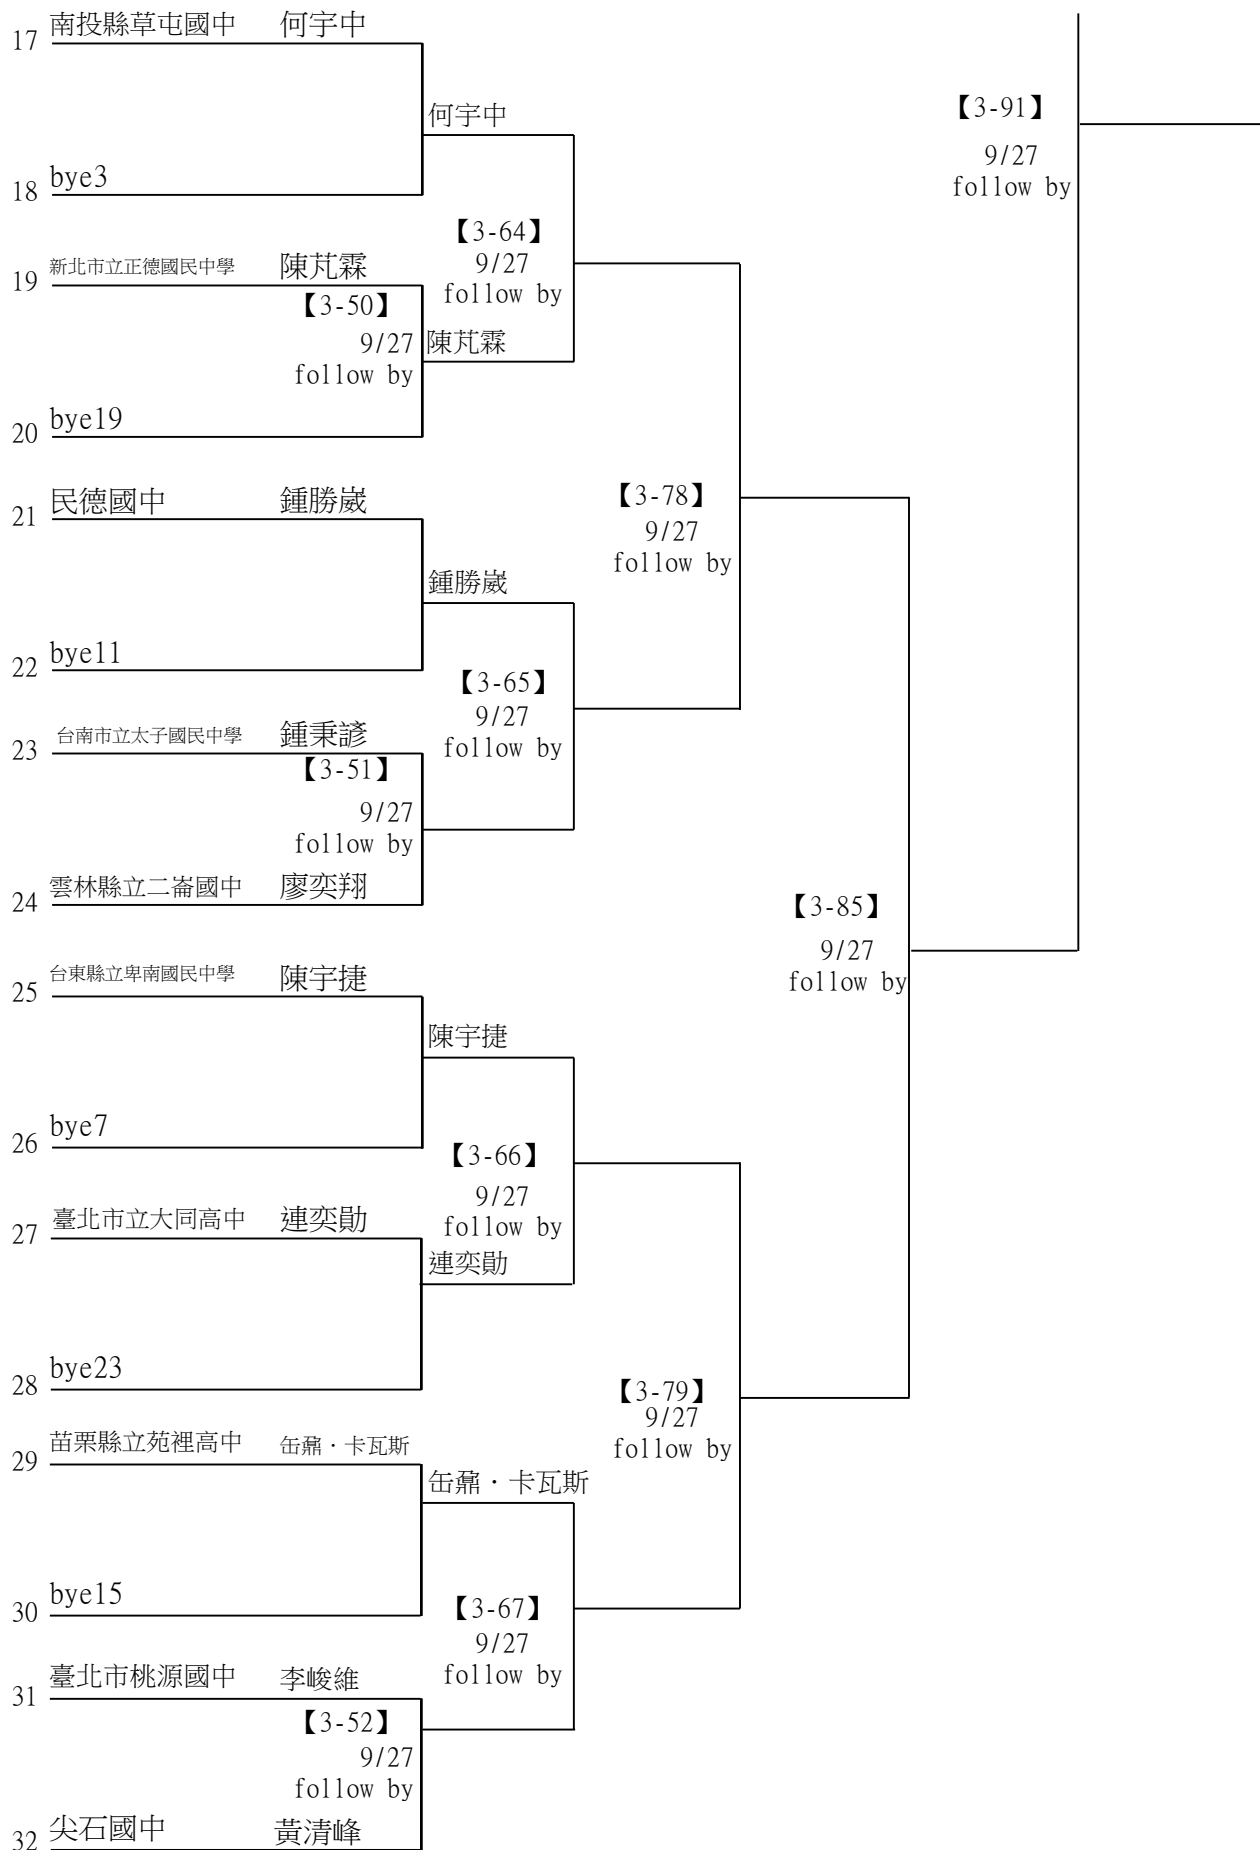 17 南投縣草屯國中 何宇中
何宇中
【3-91】
9/27
follow by
18 bye3
【3-64】
9/27
follow by
19 新北市立正德國民中學 陳芃霖
【3-50】
9/27
follow by
陳芃霖
20 bye19
21 民德國中 鍾勝崴
【3-78】
9/27
follow by
鍾勝崴
22 bye11
【3-65】
9/27
follow by
23 台南市立太子國民中學 鍾秉諺
【3-51】
9/27
follow by
24 雲林縣立二崙國中 廖奕翔
【3-85】
9/27
follow by
25 台東縣立卑南國民中學 陳宇捷
陳宇捷
26 bye7
【3-66】
9/27
follow by
27 臺北市立大同高中 連奕勛
連奕勛
28 bye23
【3-79】
9/27
follow by
29 苗栗縣立苑裡高中 缶鼐．卡瓦斯
缶鼐．卡瓦斯
30 bye15
【3-67】
9/27
follow by
31 臺北市桃源國中 李峻維
【3-52】
9/27
follow by
32 尖石國中 黃清峰